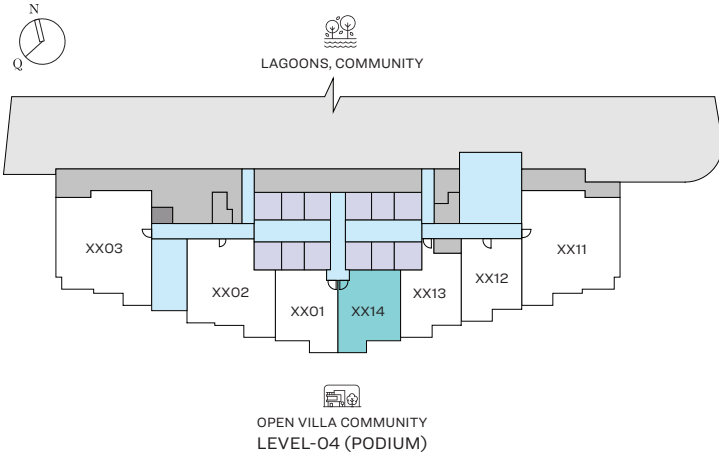 N
Q
LAGOONS, COMMUNITY
XX03
XX02
XX01
XX14
XX13
XX12
XX11
OPEN VILLA COMMUNITY
LEVEL-04 (PODIUM)